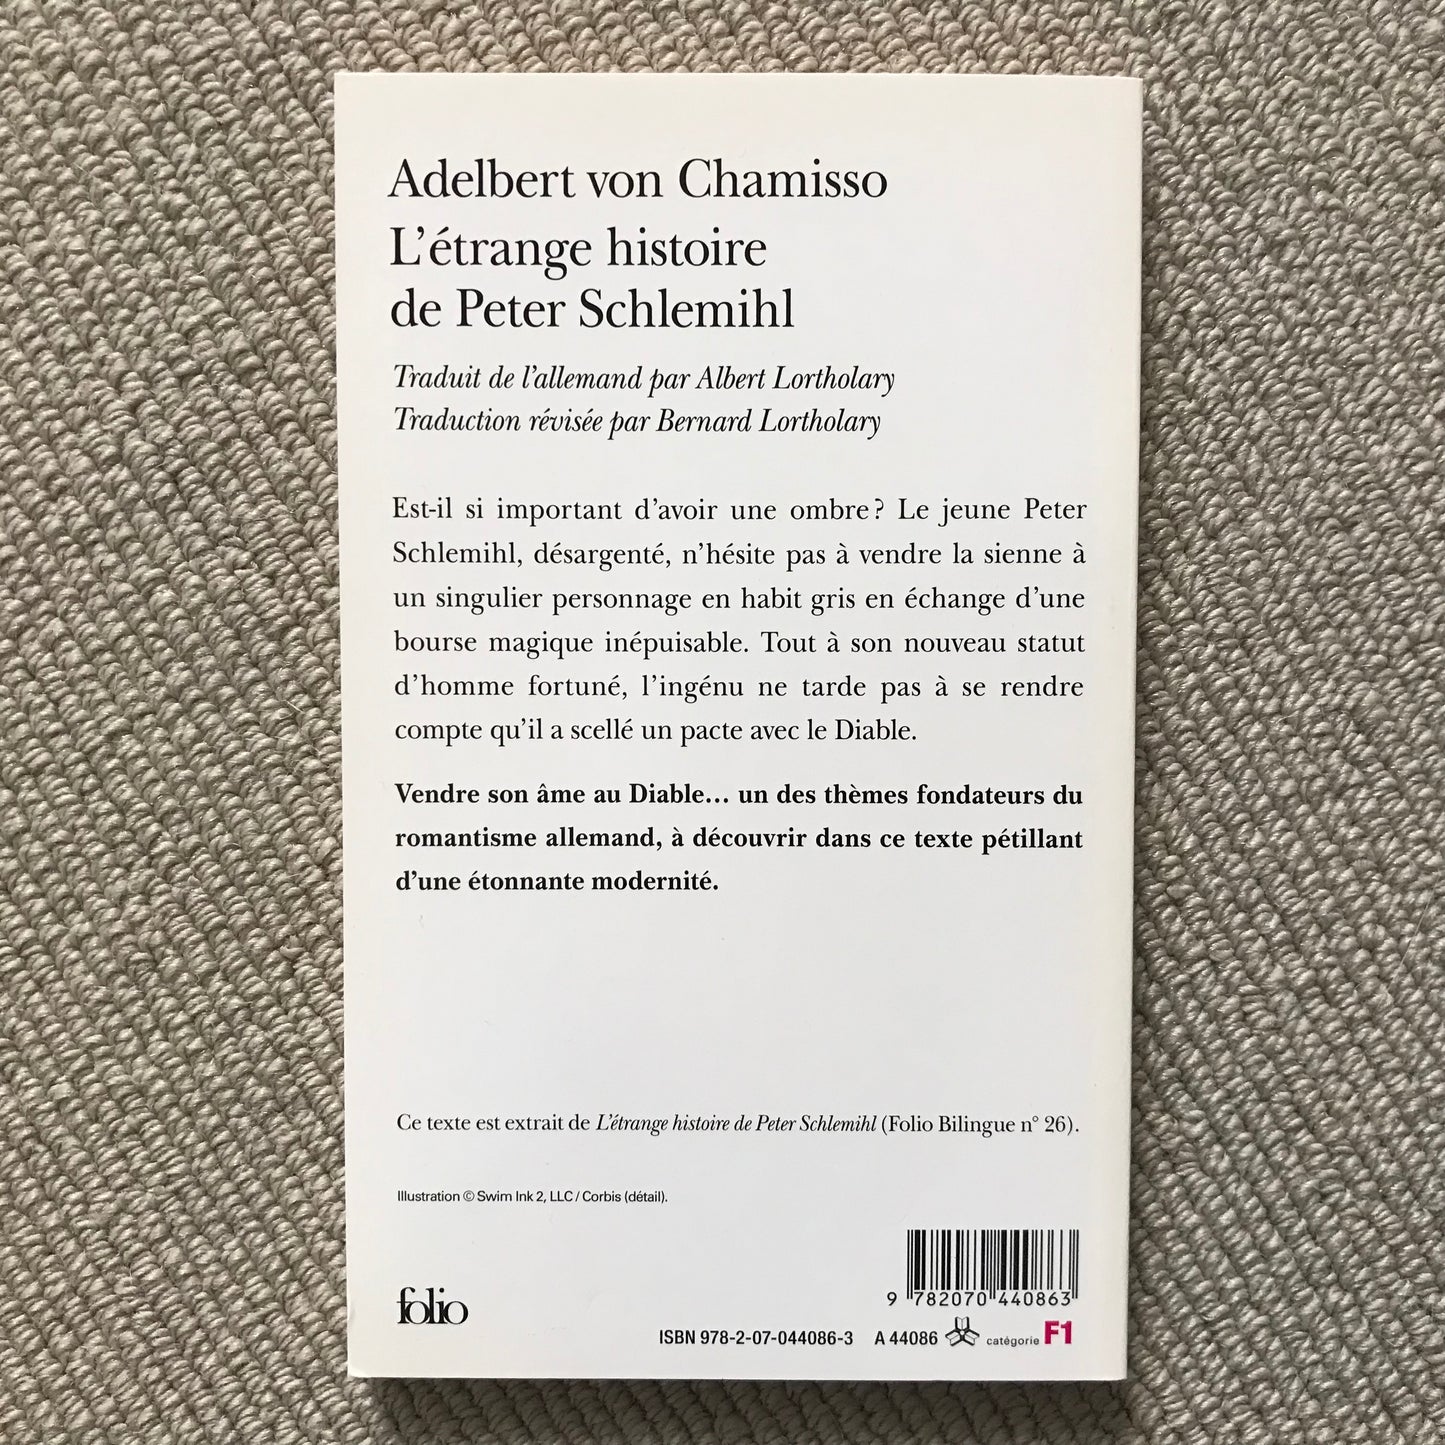 Adelbert von Chamisso
L’étrange histoire
de Peter Schlemihl
Traduit de l’allemand par Albert Lortholary
Traduction révisée par Bernard Lortholary
Est-il si important d’avoir une ombre ? Le jeune Peter
Schlemihl, désargenté, n’hésite pas à vendre la sienne à
un singulier personnage en habit gris en échange d’une
bourse magique inépuisable. Tout à son nouveau statut
d’homme fortuné, l’ingénu ne tarde pas à se rendre
compte qu’il a scellé un pacte avec le Diable.
Vendre son âme au Diable… un des thèmes fondateurs du
romantisme allemand, à découvrir dans ce texte pétillant
d’une étonnante modernité.
Ce texte est extrait de L’étrange histoire de Peter Schlemihl (Folio Bilingue n° 26).
Illustration © Swim Ink 2, LLC / Corbis (détail).
9 782070 440863
folio
ISBN 978-2-07-044086-3 A 44086 catégorie F1